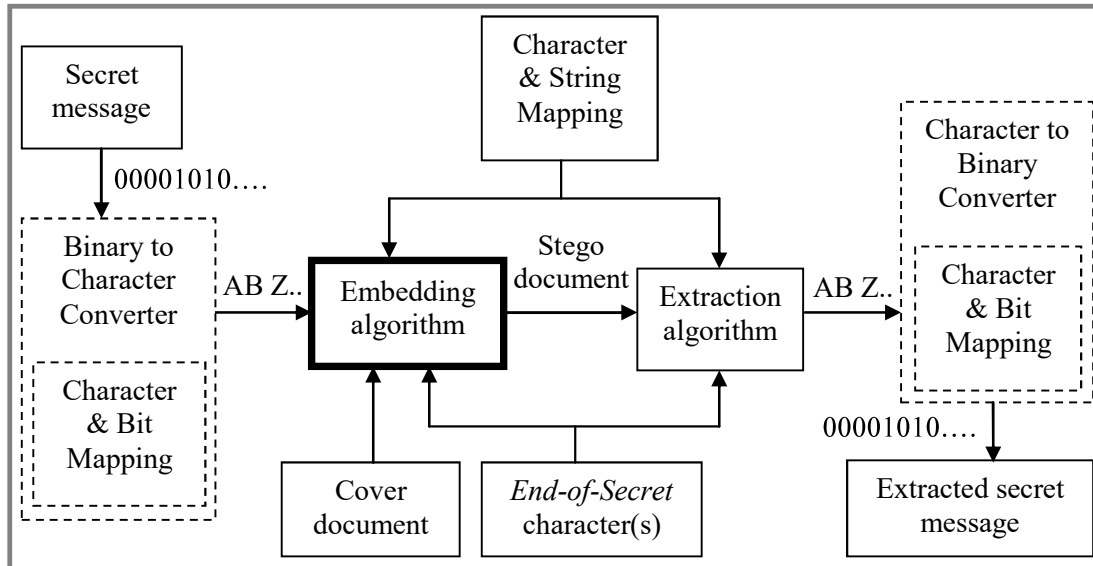 Secret
message
00001010....
Binary to
Character
Converter
Character
& Bit
Mapping
AB Z..
Character
& String
Mapping
Embedding
algorithm
Stego
document
Extraction
algorithm
AB Z..
Cover
document
End-of-Secret
character(s)
Character to
Binary
Converter
Character
& Bit
Mapping
00001010....
Extracted secret
message